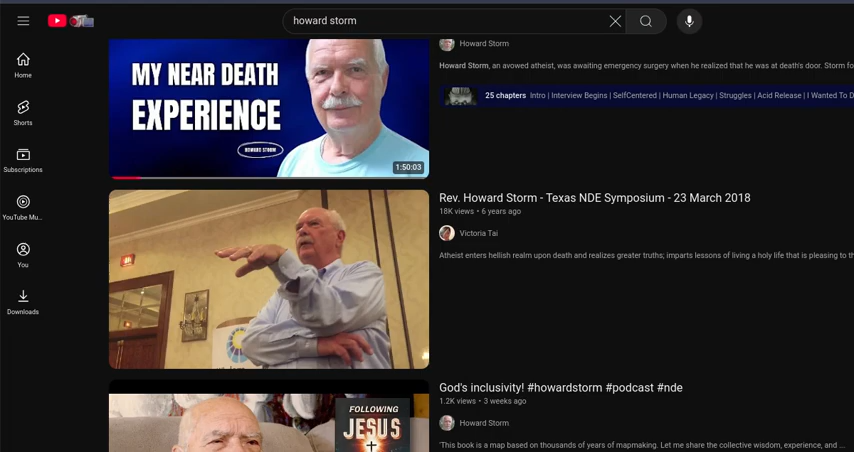 howard storm
Home
Shorts
Subscriptions
YouTube Mu...
You
Downloads
MY NEAR DEATH
EXPERIENCE
HOWARD STORM
1:50:03
Howard Storm
Howard Storm, an avowed atheist, was awaiting emergency surgery when he realized that he was at death's door. Storm fo
25 chapters Intro | Interview Begins | SelfCentered | Human Legacy | Struggles | Acid Release | I Wanted To D
Rev. Howard Storm - Texas NDE Symposium - 23 March 2018
18K views • 6 years ago
Victoria Tai
Atheist enters hellish realm upon death and realizes greater truths; imparts lessons of living a holy life that is pleasing to th
FOLLOWING
JESUS
God's inclusivity! #howardstorm #podcast #nde
1.2K views • 3 weeks ago
Howard Storm
'This book is a map based on thousands of years of mapmaking. Let me share the collective wisdom, experience, and ...